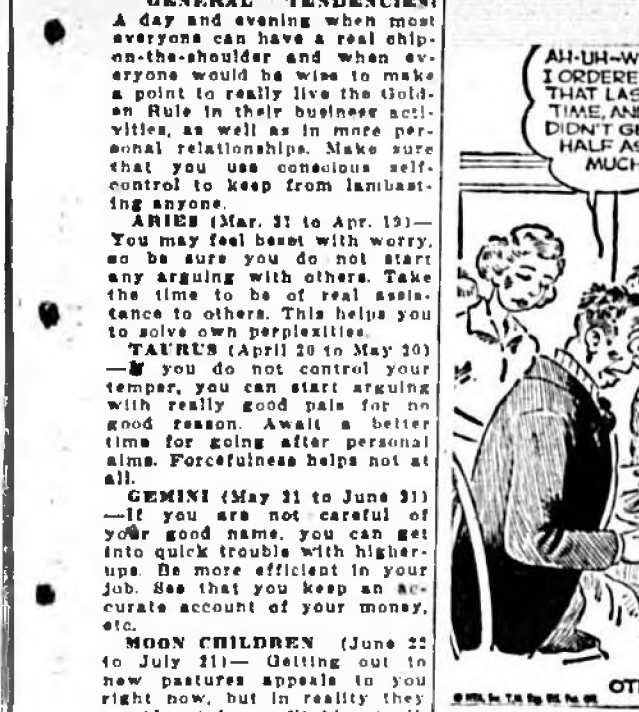 GENERAL TENDENCIES:
A day and evening when most
everyone can have a real chip-
on-the-shoulder and when ev-
eryone would be wise to make
a point to really live the Gold-
en Rule in their business acti-
vities, as well as in more per-
sonal relationships. Make sure
that you use conscious self-
control to keep from lambast-
ing anyone.
ARIES (Mar. 21 to Apr. 19)—
You may feel beset with worry,
so be sure you do not start
any arguing with others. Take
the time to be of real assis-
tance to others. This helps you
to solve own perplexities.
TAURUS (April 20 to May 20)
—If you do not control your
temper, you can start arguing
with really good pals for no
good reason. Await a better
time for going after personal
aims. Forcefulness helps not at
all.
GEMINI (May 21 to June 21)
—If you are not careful of
your good name, you can get
into quick trouble with higher-
ups. Be more efficient in your
job. See that you keep an ac-
curate account of your money,
etc.
MOON CHILDREN (June 22
to July 21)— Getting out to
new pastures appeals to you
right now, but in reality they
AH-UH-W
I ORDERE
THAT LAS
TIME, AN
DIDN'T G
HALF AS
MUCH
OT